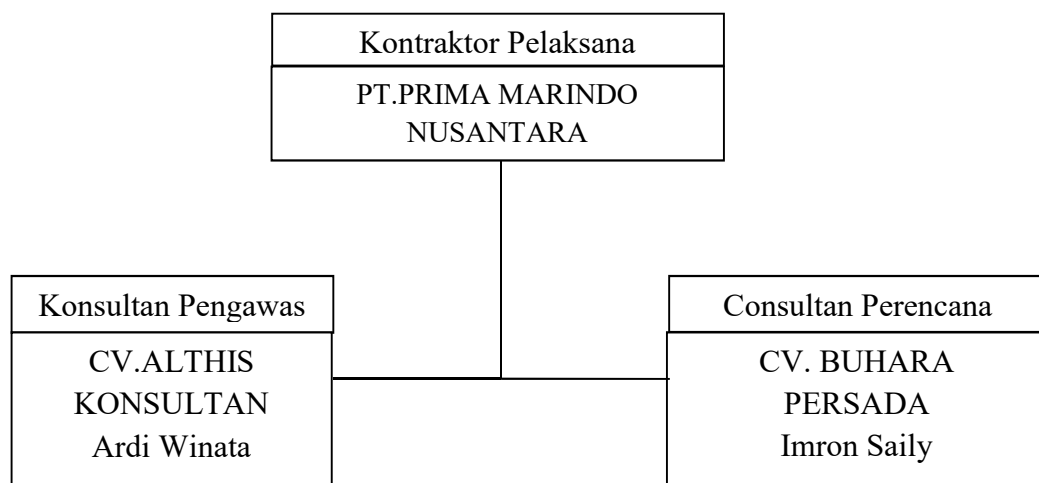 Kontraktor Pelaksana
PT.PRIMA MARINDO
NUSANTARA
Konsultan Pengawas
CV.ALTHIS
KONSULTAN
Ardi Winata
Consultan Perencana
CV. BUHARA
PERSADA
Imron Saily